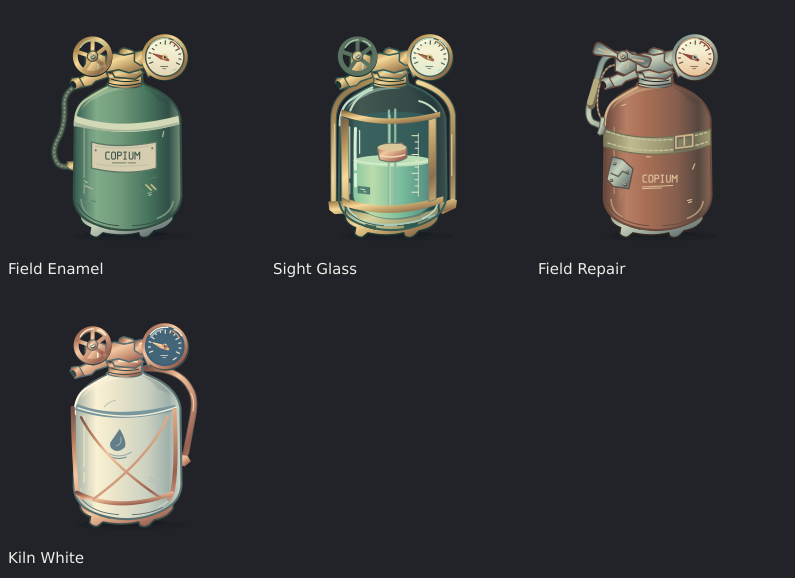 COPIUM
COPIUM
Field Enamel
Sight Glass
Field Repair
Kiln White